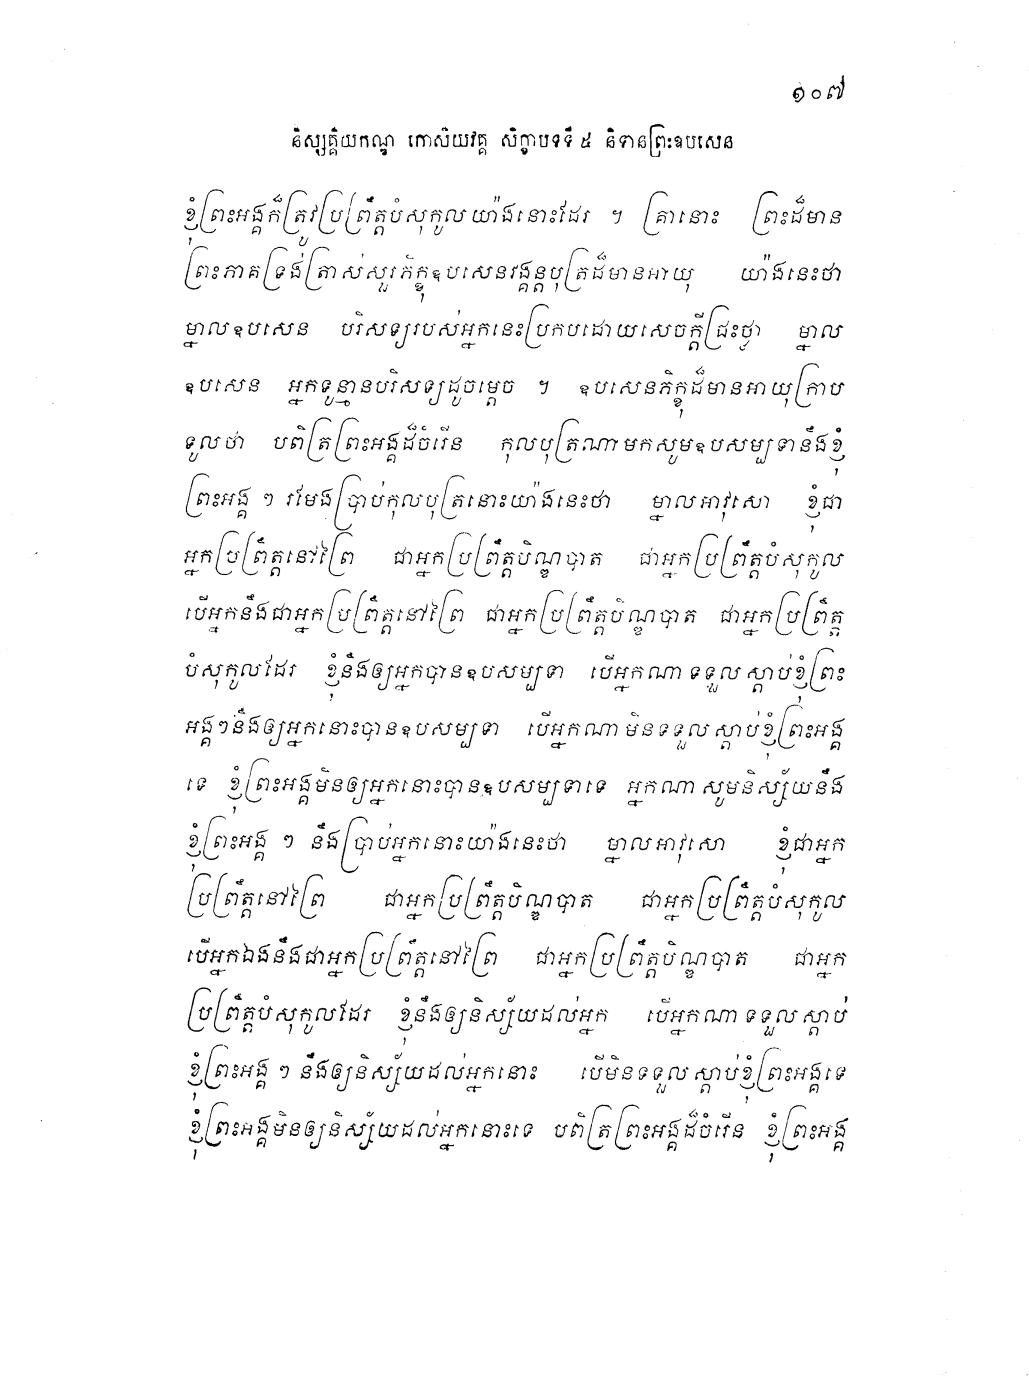 ១០៧
និស្សគ្គិយកណ្ឌ កោសិយវគ្គ សិក្ខាបទទី ៥ និទានព្រះឧបសេន
ខ្ញុំព្រះអង្គក៏ត្រូវប្រព្រឹត្តបំសុកូលយ៉ាងនោះដែរ ។ គ្រានោះ ព្រះដ៏មាន
ព្រះភាគទ្រង់ត្រាស់សួរភិក្ខុឧបសេនវង្គន្តបុត្រដ៏មានអាយុ យ៉ាងនេះថា
ម្នាលឧបសេន បរិសទ្យរបស់អ្នកនេះប្រកបដោយសេចក្តីជ្រះថ្លា ម្នាល
ឧបសេន អ្នកទូន្មានបរិសទ្យដូចម្តេច ។ ឧបសេនភិក្ខុដ៏មានអាយុក្រាប
ទូលថា បពិត្រព្រះអង្គដ៏ចំរើន កុលបុត្រណាមកសូមឧបសម្បទានឹងខ្ញុំ
ព្រះអង្គ ៗ រមែងប្រាប់កុលបុត្រនោះយ៉ាងនេះថា ម្នាលអាវុសោ ខ្ញុំជា
អ្នកប្រព្រឹត្តនៅព្រៃ ជាអ្នកប្រព្រឹត្តបិណ្ឌបាត ជាអ្នកប្រព្រឹត្តបំសុកូល
បើអ្នកនឹងជាអ្នកប្រព្រឹត្តនៅព្រៃ ជាអ្នកប្រព្រឹត្តបិណ្ឌបាត ជាអ្នកប្រព្រឹត្ត
បំសុកូលដែរ ខ្ញុំនឹងឲ្យអ្នកបានឧបសម្បទា បើអ្នកណាទទួលស្តាប់ខ្ញុំព្រះ
អង្គៗនឹងឲ្យអ្នកនោះបានឧបសម្បទា បើអ្នកណាមិនទទួលស្តាប់ខ្ញុំព្រះអង្គ
ទេ ខ្ញុំព្រះអង្គមិនឲ្យអ្នកនោះបានឧបសម្បទាទេ អ្នកណាសូមនិស្ស័យនឹង
ខ្ញុំព្រះអង្គ ៗ នឹងប្រាប់អ្នកនោះយ៉ាងនេះថា ម្នាលអាវុសោ ខ្ញុំជាអ្នក
ប្រព្រឹត្តនៅព្រៃ ជាអ្នកប្រព្រឹត្តបិណ្ឌបាត ជាអ្នកប្រព្រឹត្តបំសុកូល
បើអ្នកឯងនឹងជាអ្នកប្រព្រឹត្តនៅព្រៃ ជាអ្នកប្រព្រឹត្តបិណ្ឌបាត ជាអ្នក
ប្រព្រឹត្តបំសុកូលដែរ ខ្ញុំនឹងឲ្យនិស្ស័យដល់អ្នក បើអ្នកណាទទួលស្តាប់
ខ្ញុំព្រះអង្គ ៗ នឹងឲ្យនិស្ស័យដល់អ្នកនោះ បើមិនទទួលស្តាប់ខ្ញុំព្រះអង្គទេ
ខ្ញុំព្រះអង្គមិនឲ្យនិស្ស័យដល់អ្នកនោះទេ បពិត្រព្រះអង្គដ៏ចំរើន ខ្ញុំព្រះអង្គ